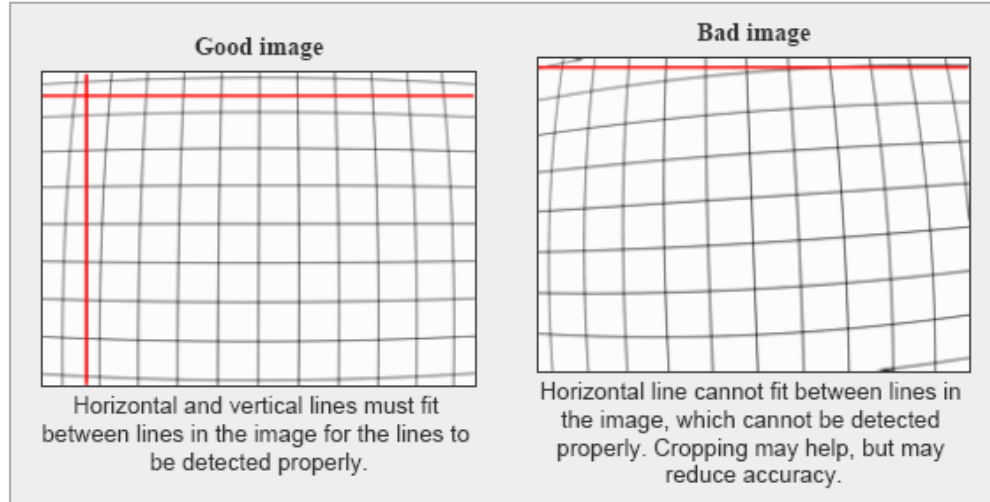 Good image
Horizontal and vertical lines must fit
between lines in the image for the lines to
be detected properly.
Bad image
Horizontal line cannot fit between lines in
the image, which cannot be detected
properly. Cropping may help, but may
reduce accuracy.